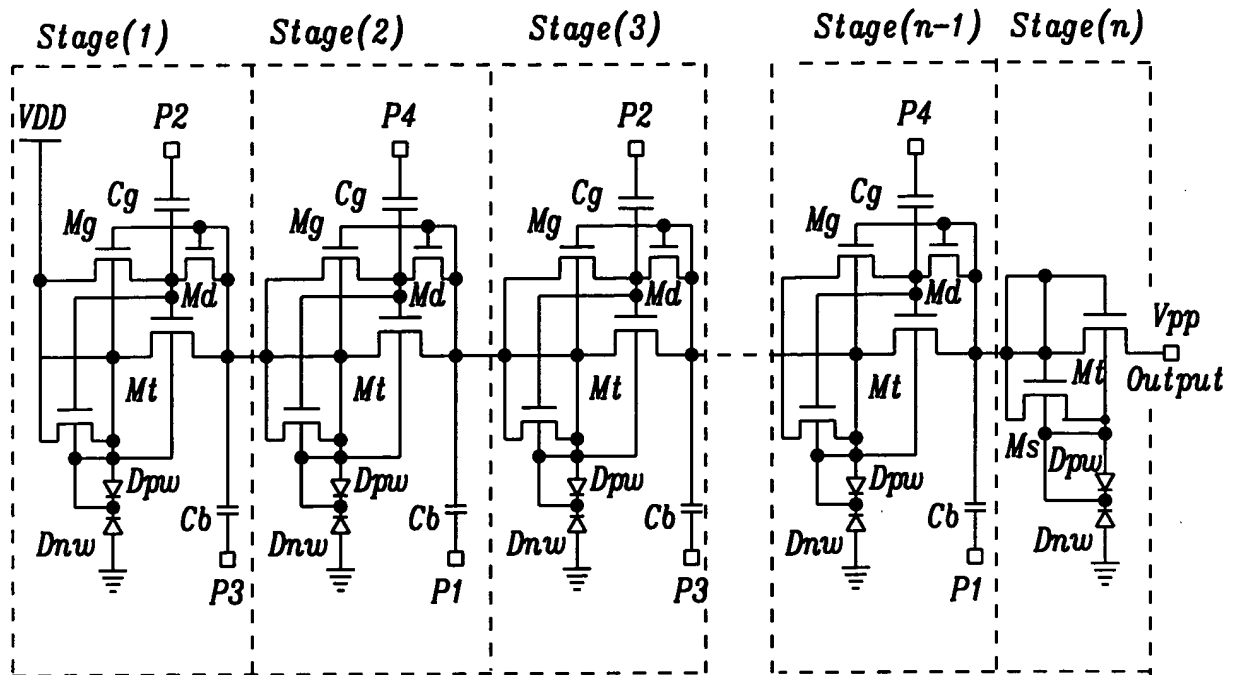 Stage(1) Stage(2) Stage(3) Stage(n-1) Stage(n)
VDD P2 P4 P2 P4
Cg Cg Cg Cg
Mg Mg Mg Mg
Md Md Md Md
Vpp
Mt Mt Mt Mt Mt Output
Ms
Dpw Dpw Dpw Dpw Dpw
Cb Cb Cb Cb
Dnw Dnw Dnw Dnw Dnw
P3 P1 P3 P1